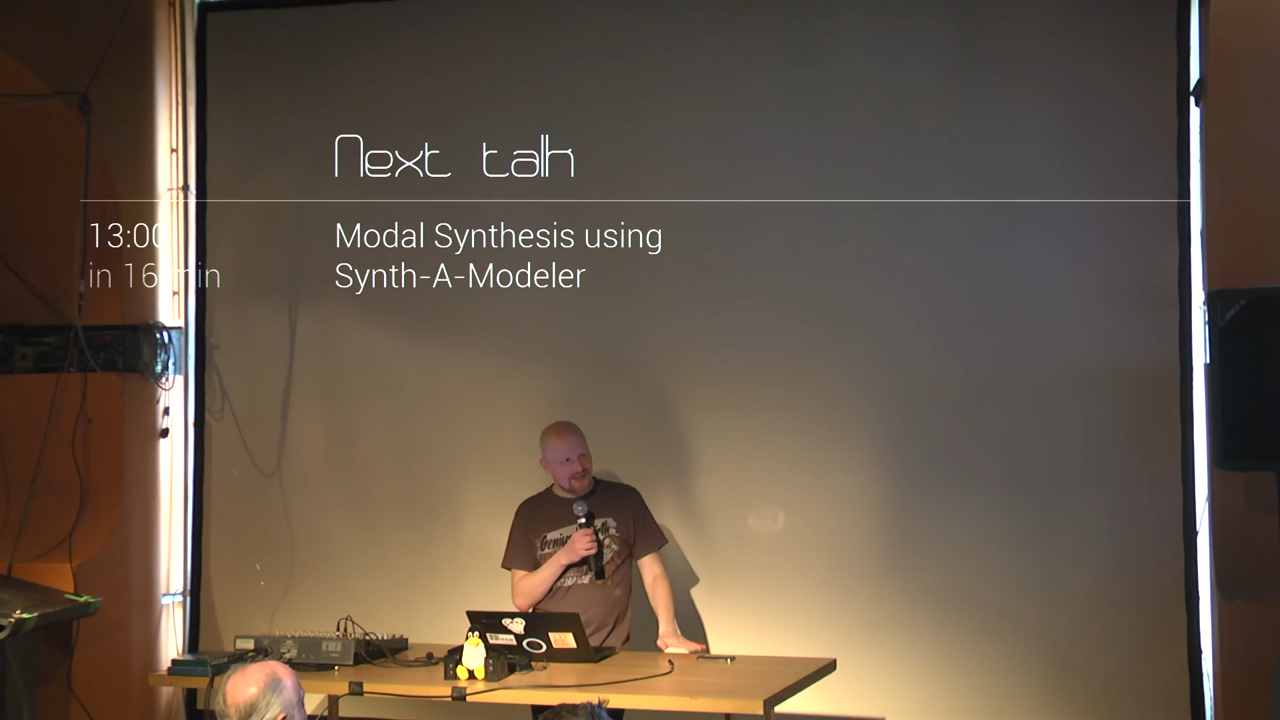 Next talk
13:00
Modal Synthesis using
in 16 min
Synth-A-Modeler